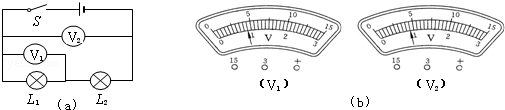 S
V₂
V₁
L₁ (a) L₂
0 5 10 15
0 1 2 3
V
15 3 +
(V₁)
0 5 10 15
0 1 2 3
V
15 3 +
(V₂)
(b)